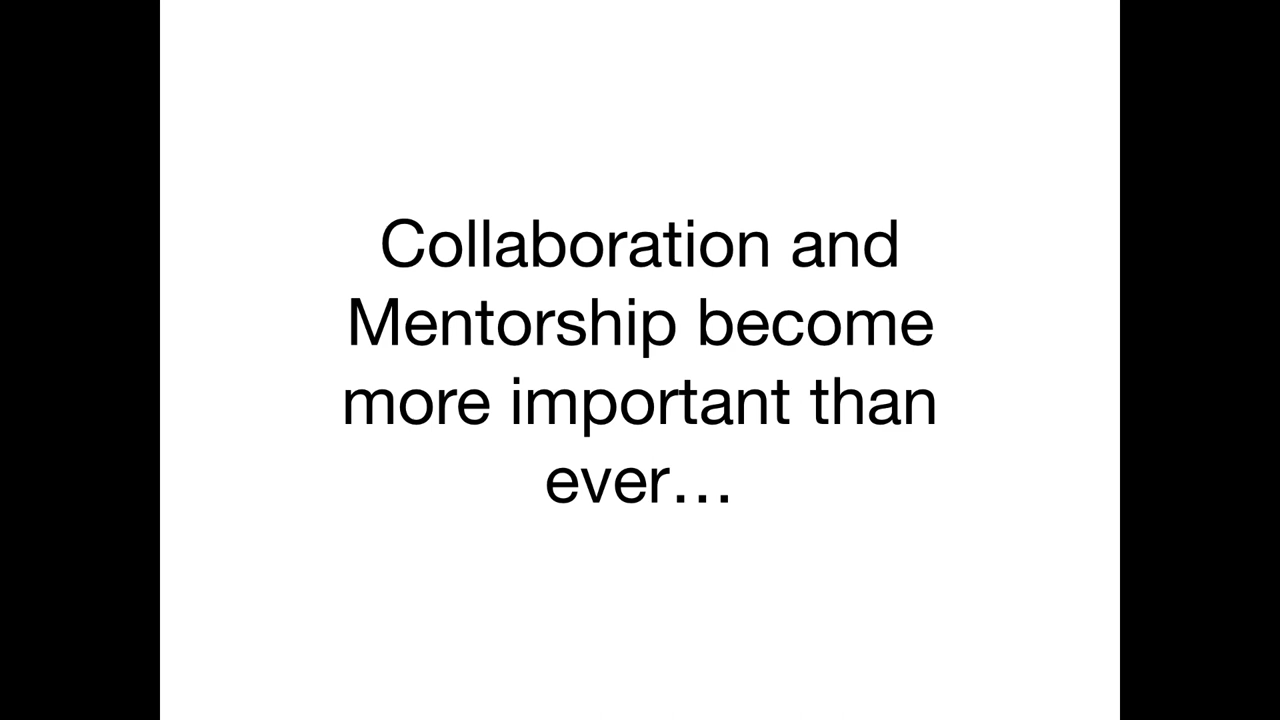 Collaboration and
Mentorship become
more important than
ever…